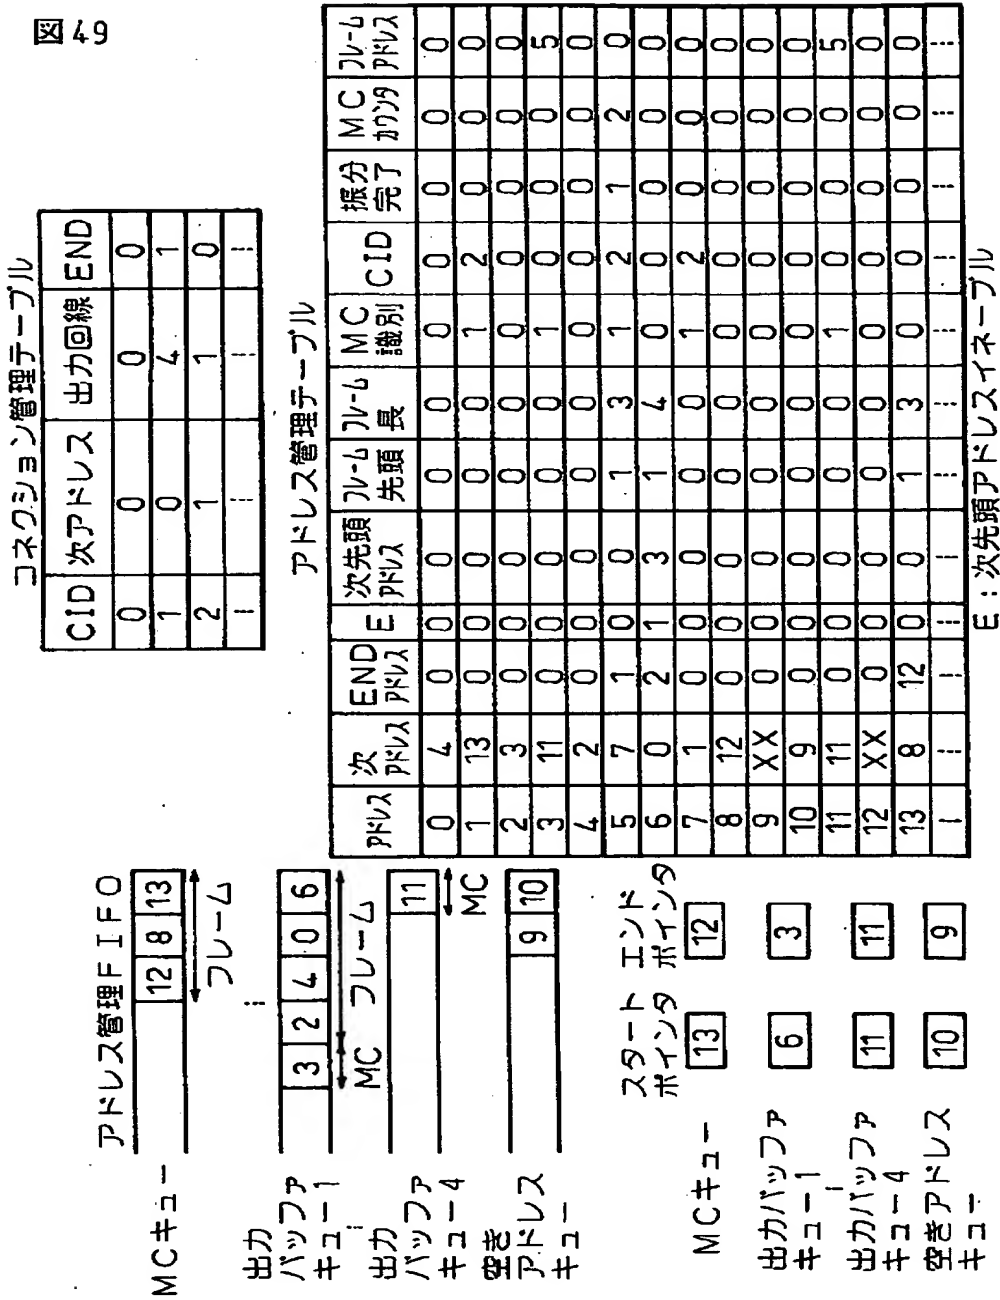 図49
コネクション管理テーブル
CID 次アドレス 出力回線 END
0 0 0 0
1 0 4 1
2 1 1 0
アドレス管理テーブル
アドレス 次アドレス ENDアドレス E 次先頭アドレス フレーム先頭 フレーム長 MC識別 CID 振分完了 MCカウンタ フレームアドレス
0 4 0 0 0 0 0 0 0 0 0 0
1 13 0 0 0 0 0 1 2 0 0 0
2 3 0 0 0 0 0 0 0 0 0 0
3 11 0 0 0 0 0 1 0 0 0 5
4 2 0 0 0 0 0 0 0 0 0 0
5 7 1 0 0 1 3 1 2 1 2 0
6 0 2 1 3 1 4 0 0 0 0 0
7 1 0 0 0 0 0 1 2 0 0 0
8 12 0 0 0 0 0 0 0 0 0 0
9 XX 0 0 0 0 0 0 0 0 0 0
10 9 0 0 0 0 0 0 0 0 0 0
11 11 0 0 0 0 0 1 0 0 0 5
12 XX 0 0 0 0 0 0 0 0 0 0
13 8 12 0 0 1 3 0 0 0 0 0
E:次先頭アドレスイネーブル
アドレス管理FIFO
MCキュー 12 8 13
フレーム
出力
バッファ
キュー1
3 2 4 0 6
MC フレーム
出力
バッファ
キュー4
11
MC
空き
アドレス
キュー
9 10
スタート
ポインタ
エンド
ポインタ
MCキュー 13 12
出力バッファ
キュー1
6 3
出力バッファ
キュー4
11 11
空きアドレス
キュー
10 9